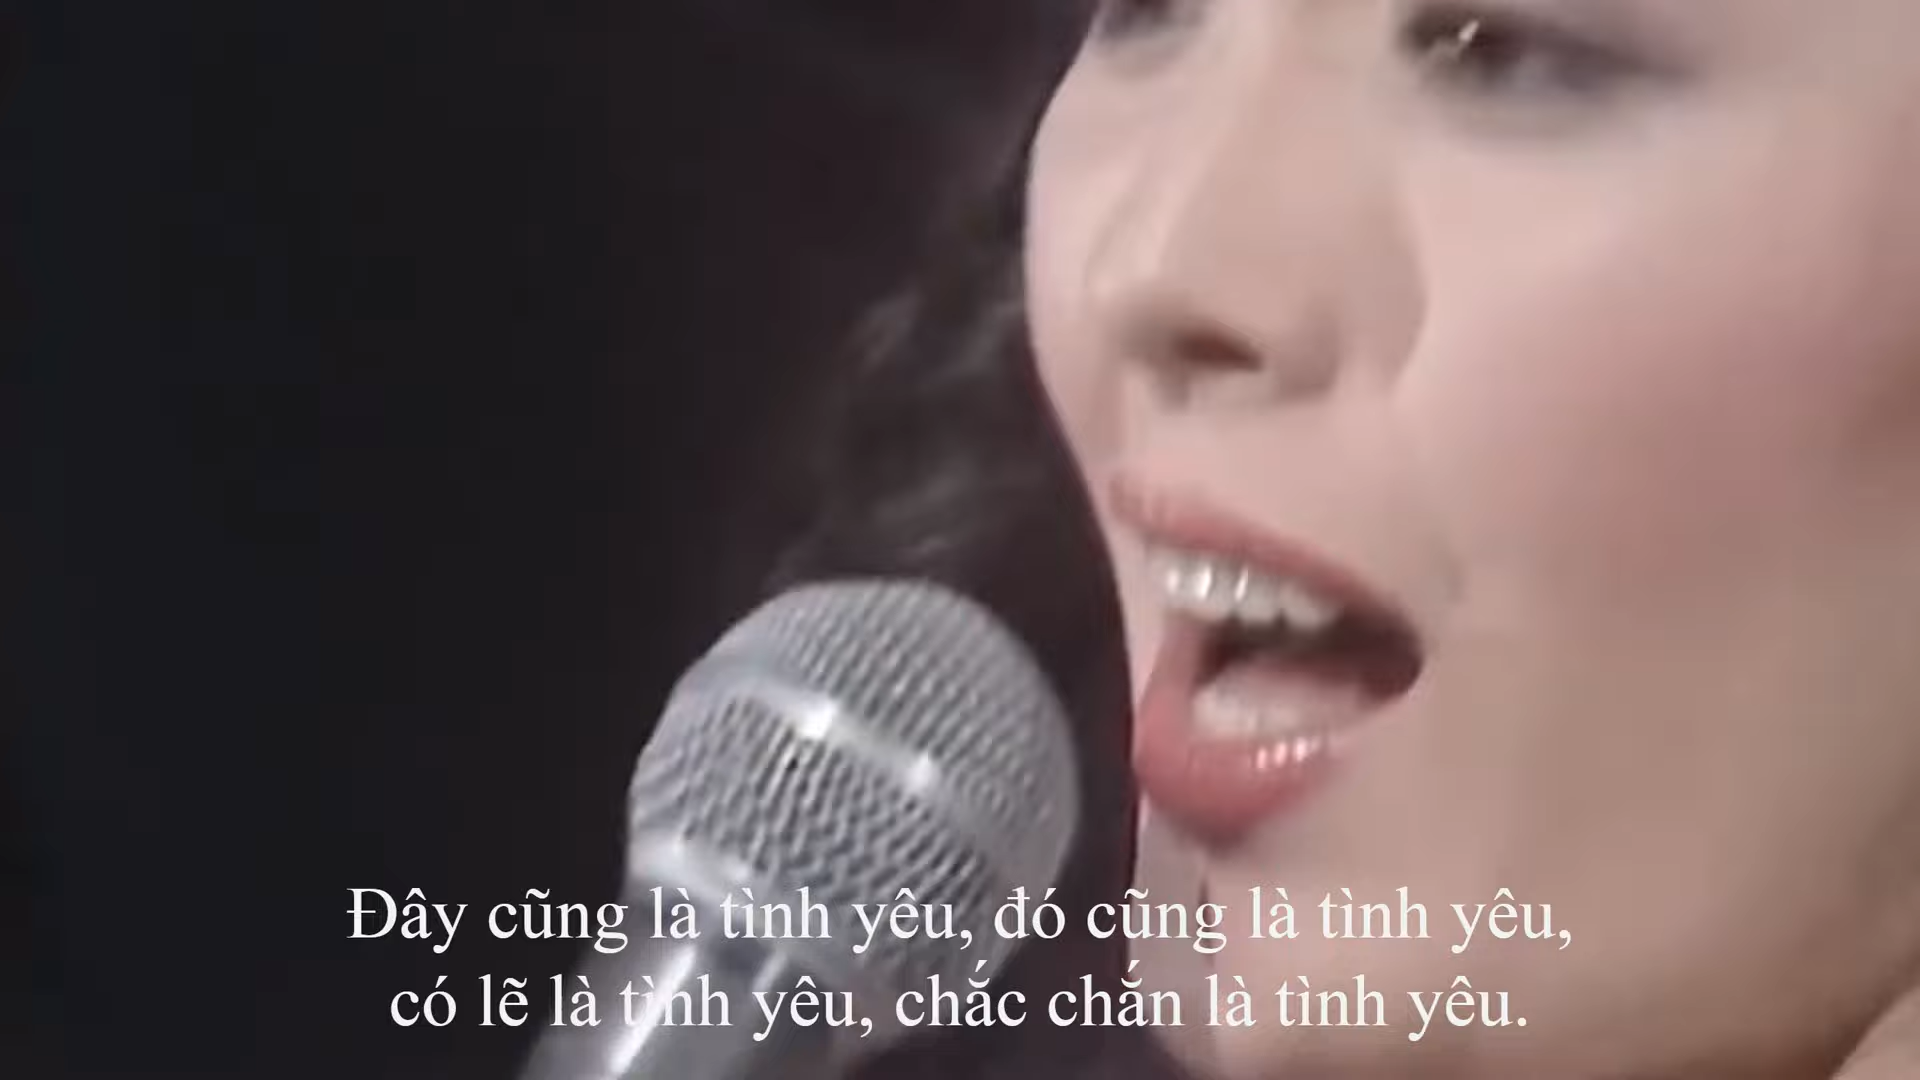 Đây cũng là tình yêu, đó cũng là tình yêu,
có lẽ là tình yêu, chắc chắn là tình yêu.